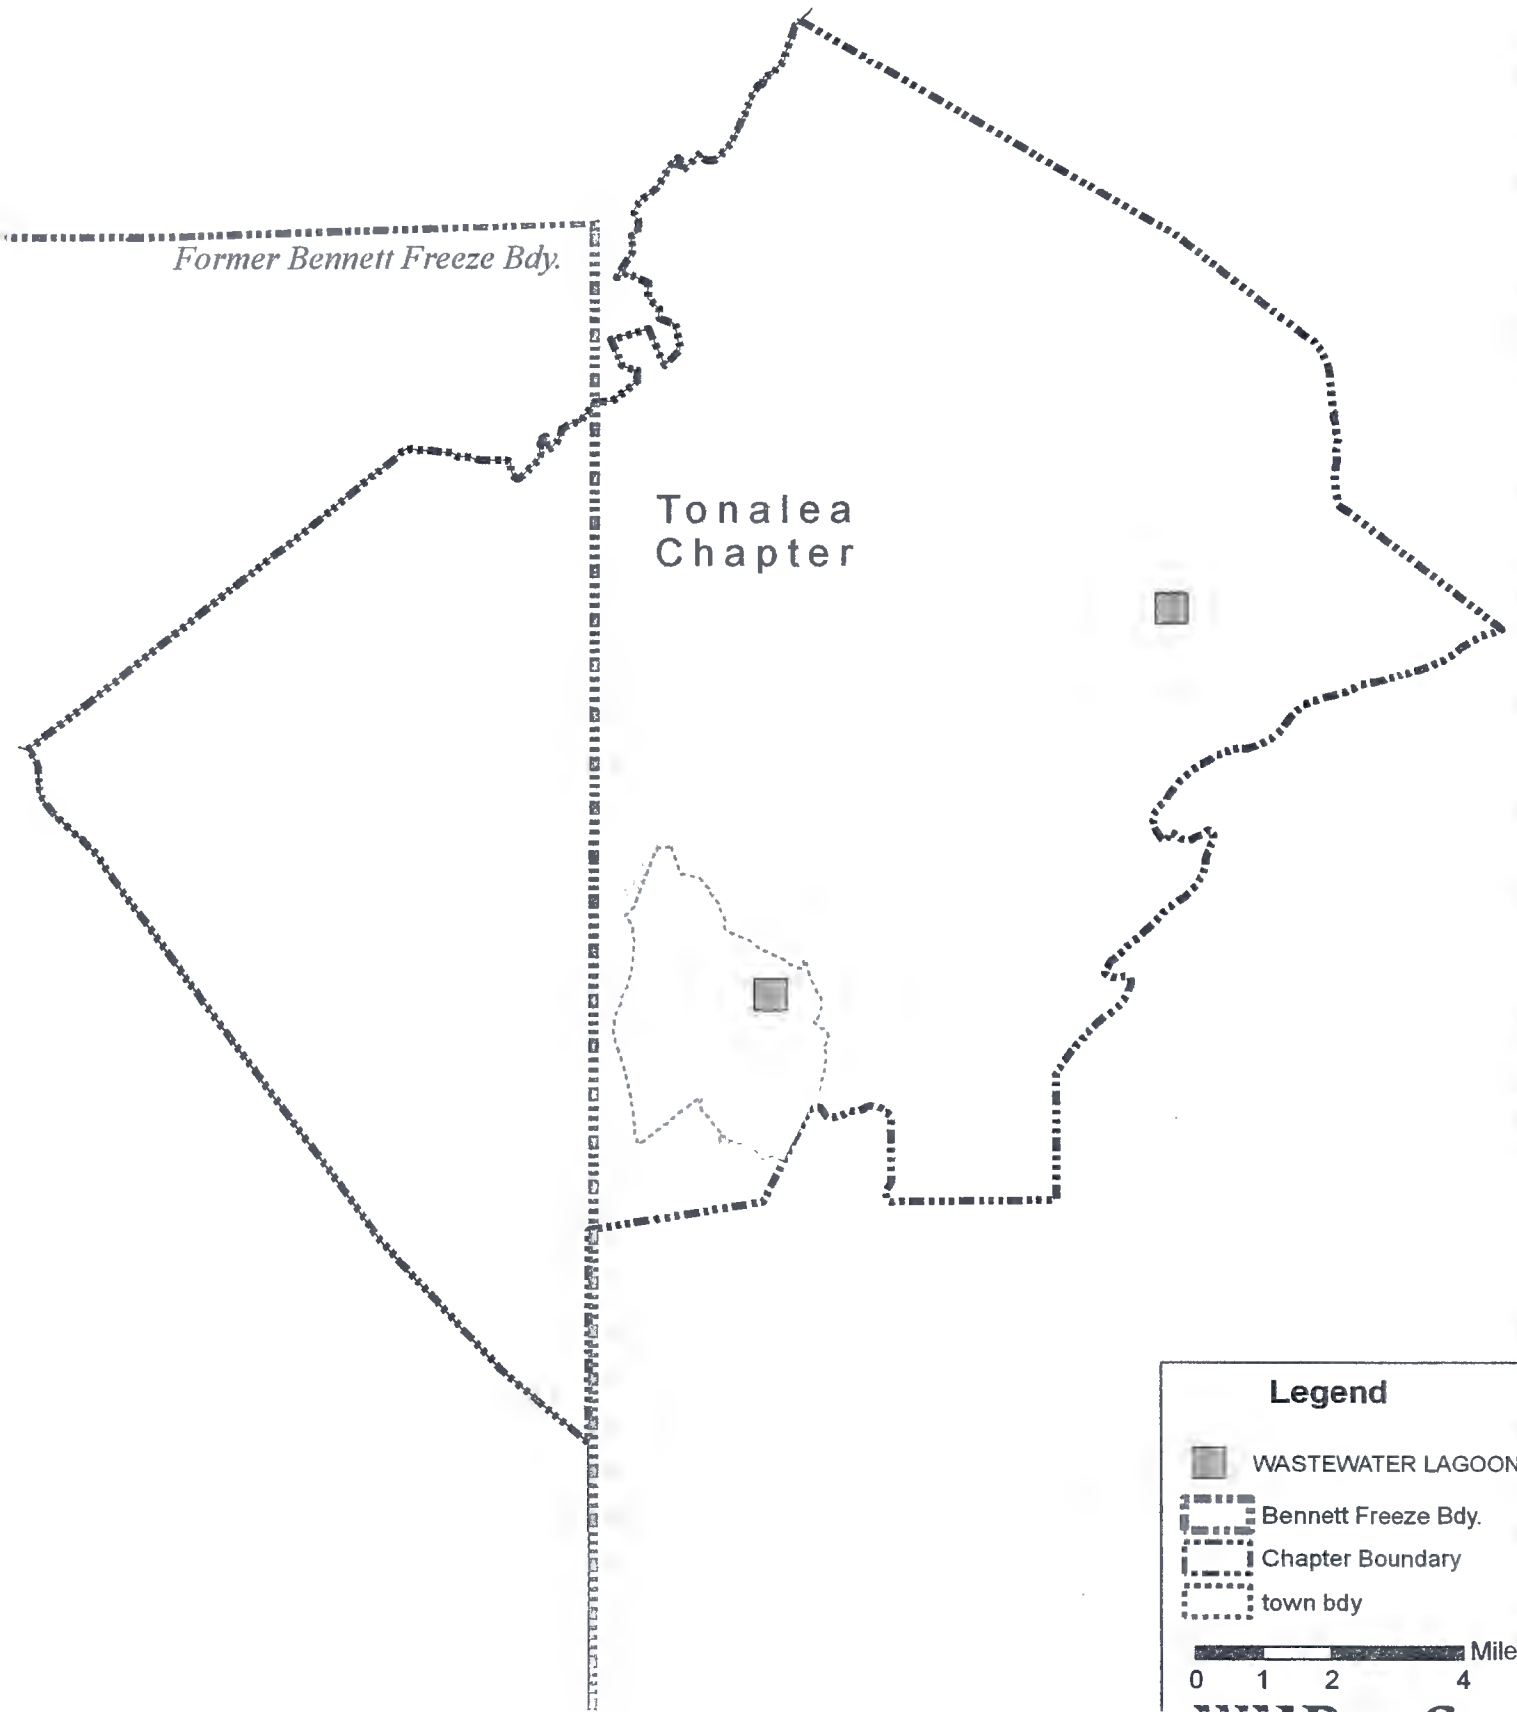 Former Bennett Freeze Bdy.
Tonalea
Chapter
Legend
WASTEWATER LAGOON
Bennett Freeze Bdy.
Chapter Boundary
town bdy
Mile
0 1 2 4